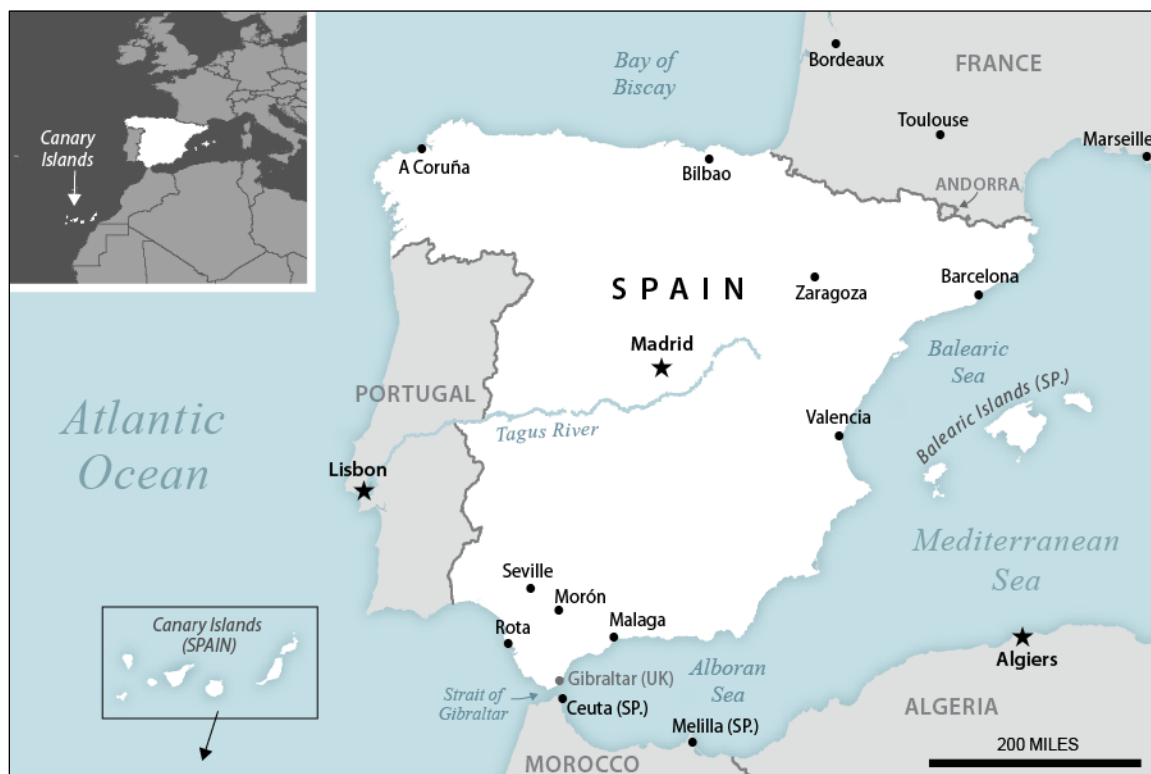 Canary
Islands
Bay of
Biscay
Bordeaux
FRANCE
Toulouse
Marseille
A Coruña
Bilbao
ANDORRA
SPAIN
Zaragoza
Barcelona
Madrid
Balearic
Sea
Balearic Islands (SP.)
PORTUGAL
Atlantic
Ocean
Tagus River
Valencia
Lisbon
Mediterranean
Sea
Seville
Morón
Rota
Malaga
Canary Islands
(SPAIN)
Gibraltar (UK)
Alboran
Sea
Algiers
Strait of
Gibraltar
Ceuta (SP.)
Melilla (SP.)
ALGERIA
MOROCCO
200 MILES